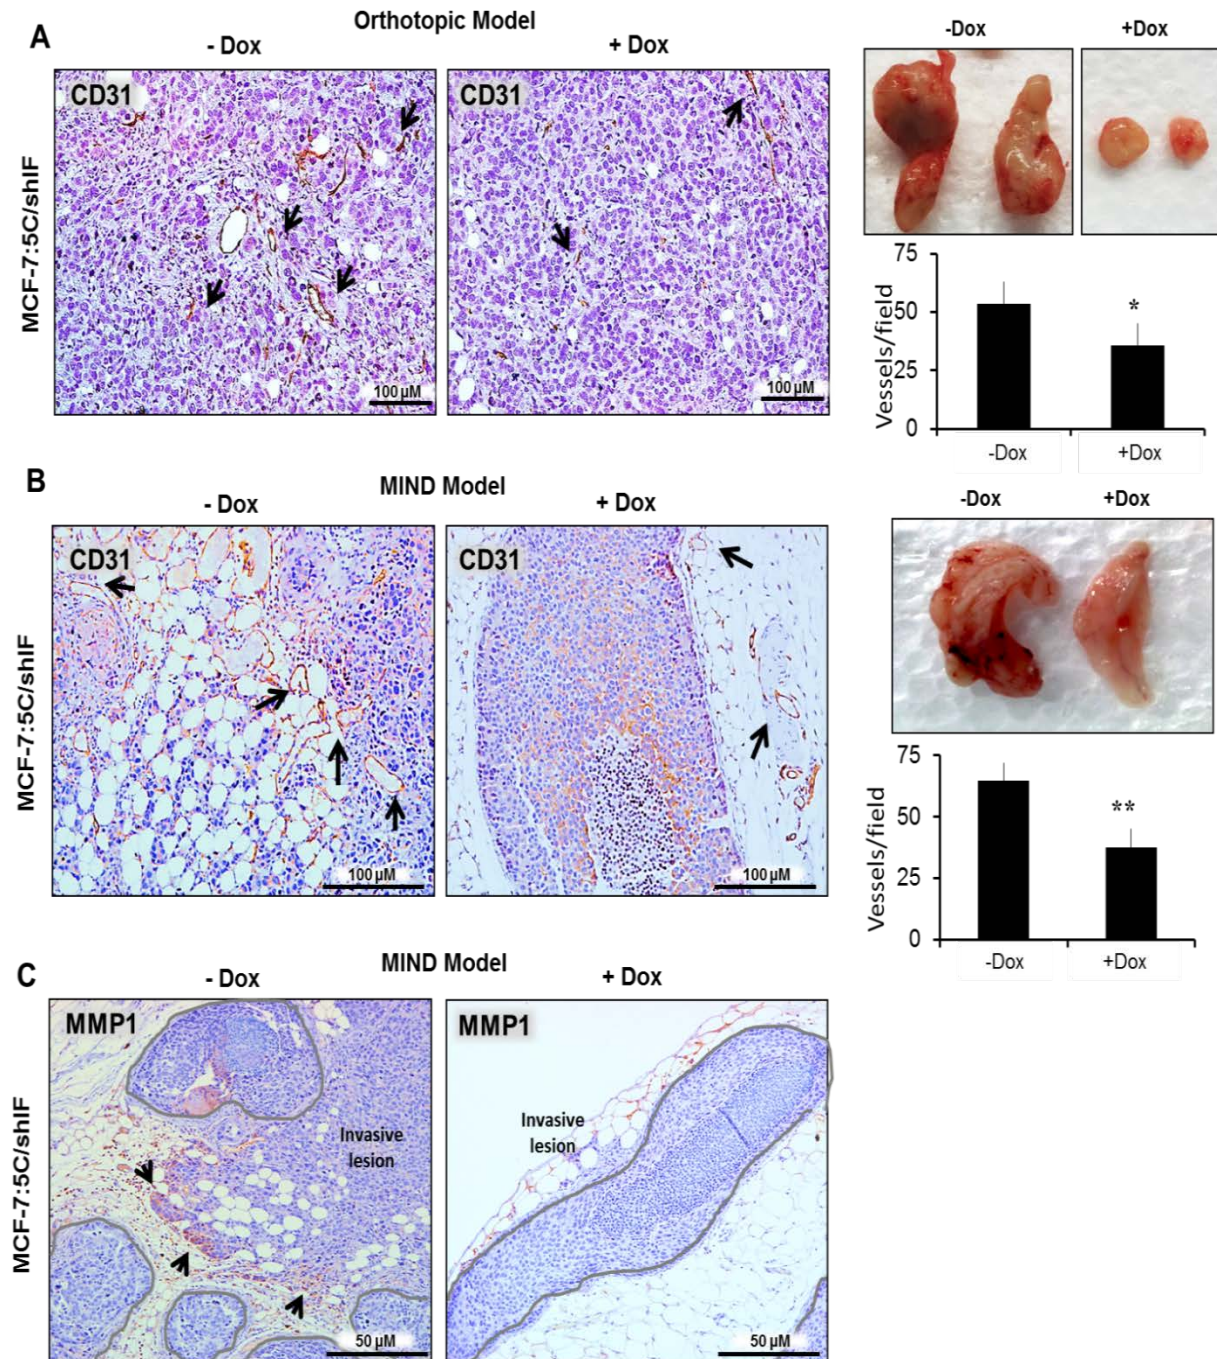 A
Orthotopic Model
- Dox
+ Dox
MCF-7:5C/shIF
CD31
100 µM
CD31
100 µM
-Dox
+Dox
Vessels/field
75
50
25
0
*
-Dox
+Dox
B
MIND Model
- Dox
+ Dox
MCF-7:5C/shIF
CD31
100 µM
CD31
100 µM
-Dox
+Dox
Vessels/field
75
50
25
0
**
-Dox
+Dox
C
MIND Model
- Dox
+ Dox
MCF-7:5C/shIF
MMP1
Invasive
lesion
50 µM
MMP1
Invasive
lesion
50 µM